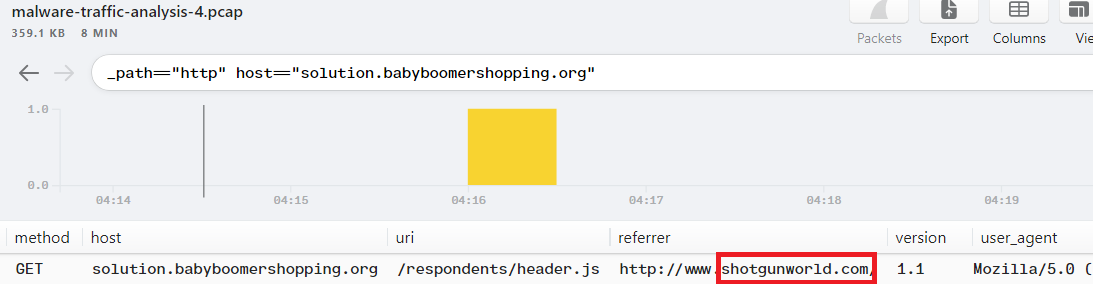 malware-traffic-analysis-4.pcap
359.1 KB 8 MIN
Packets Export Columns Vie
_path=="http" host=="solution.babyboomershopping.org"
1.0
0.0
04:14 04:15 04:16 04:17 04:18 04:19
method host uri referrer version user_agent
GET solution.babyboomershopping.org /respondents/header.js http://www.shotgunworld.com/ 1.1 Mozilla/5.0 (